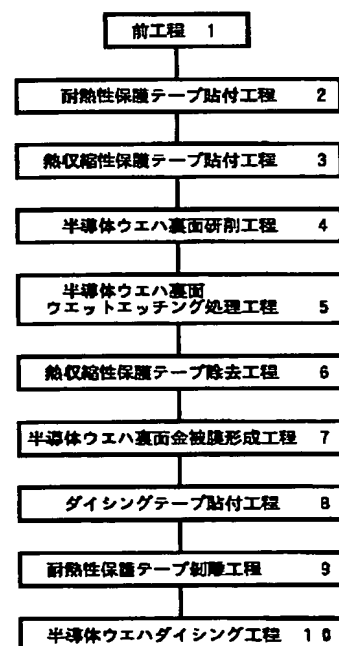 前工程 1
耐熱性保護テープ貼付工程 2
熱収縮性保護テープ貼付工程 3
半導体ウエハ裏面研削工程 4
半導体ウエハ裏面
ウエットエッチング処理工程 5
熱収縮性保護テープ除去工程 6
半導体ウエハ裏面金被膜形成工程 7
ダイシングテープ貼付工程 8
耐熱性保護テープ剝離工程 9
半導体ウエハダイシング工程 10